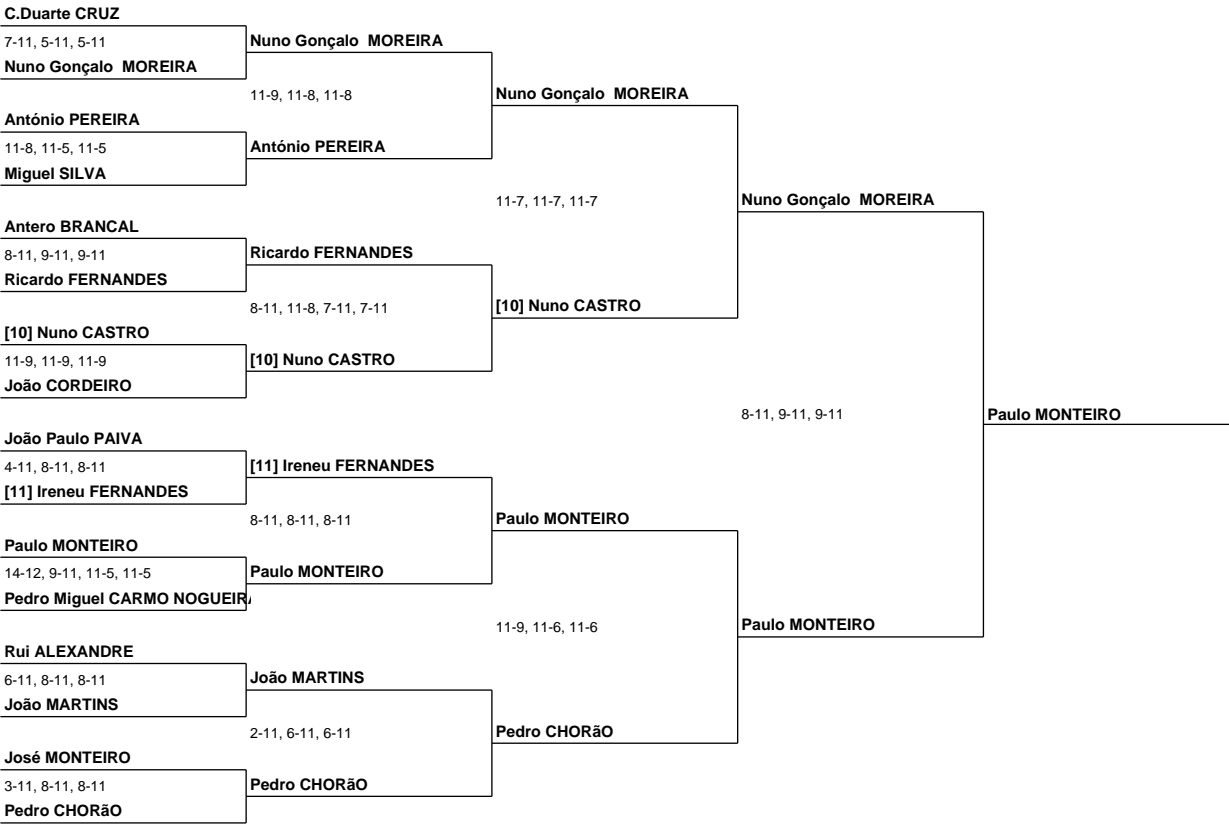 C.Duarte CRUZ
7-11, 5-11, 5-11
Nuno Gonçalo  MOREIRA
António PEREIRA
11-8, 11-5, 11-5
Miguel SILVA
Antero BRANCAL
8-11, 9-11, 9-11
Ricardo FERNANDES
[10] Nuno CASTRO
11-9, 11-9, 11-9
João CORDEIRO
João Paulo PAIVA
4-11, 8-11, 8-11
[11] Ireneu FERNANDES
Paulo MONTEIRO
14-12, 9-11, 11-5, 11-5
Pedro Miguel CARMO NOGUEIR
Rui ALEXANDRE
6-11, 8-11, 8-11
João MARTINS
José MONTEIRO
3-11, 8-11, 8-11
Pedro CHORãO
Nuno Gonçalo  MOREIRA
11-9, 11-8, 11-8
António PEREIRA
Ricardo FERNANDES
8-11, 11-8, 7-11, 7-11
[10] Nuno CASTRO
[11] Ireneu FERNANDES
8-11, 8-11, 8-11
Paulo MONTEIRO
João MARTINS
2-11, 6-11, 6-11
Pedro CHORãO
Nuno Gonçalo  MOREIRA
11-7, 11-7, 11-7
[10] Nuno CASTRO
Paulo MONTEIRO
11-9, 11-6, 11-6
Pedro CHORãO
Nuno Gonçalo  MOREIRA
8-11, 9-11, 9-11
Paulo MONTEIRO
Paulo MONTEIRO